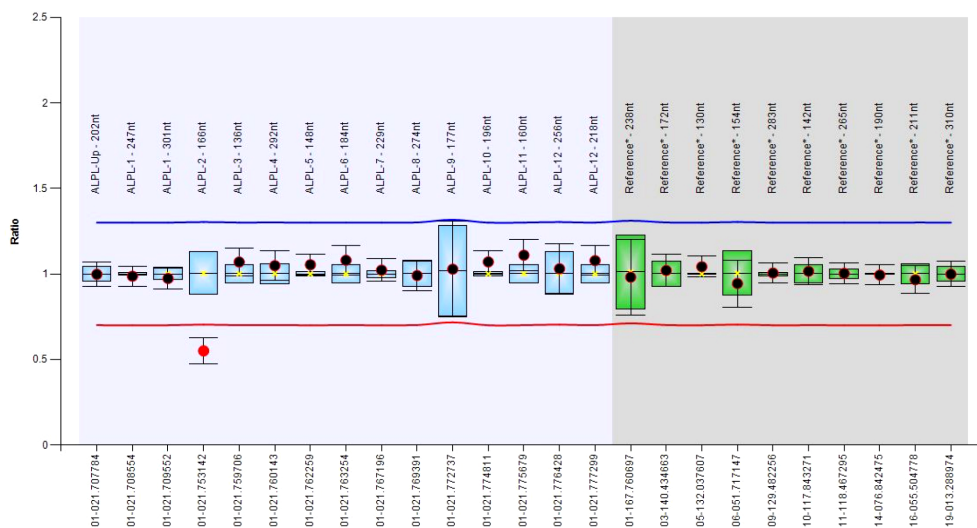 2.5
2
1.5
1
0.5
0
Ratio
ALPL-Up - 202nt
ALPL-1 - 247nt
ALPL-1 - 301nt
ALPL-2 - 166nt
ALPL-3 - 136nt
ALPL-4 - 292nt
ALPL-5 - 148nt
ALPL-6 - 184nt
ALPL-7 - 229nt
ALPL-8 - 274nt
ALPL-9 - 177nt
ALPL-10 - 196nt
ALPL-11 - 160nt
ALPL-12 - 256nt
ALPL-12 - 218nt
Reference* - 238nt
Reference* - 172nt
Reference* - 130nt
Reference* - 154nt
Reference* - 283nt
Reference* - 142nt
Reference* - 265nt
Reference* - 190nt
Reference* - 211nt
Reference* - 310nt
01-021.707784
01-021.708554
01-021.709552
01-021.753142
01-021.759706
01-021.760143
01-021.762259
01-021.763254
01-021.767196
01-021.769391
01-021.772737
01-021.774811
01-021.775679
01-021.776428
01-021.777299
01-167.760697
03-140.434663
05-132.037607
06-051.717147
09-129.482256
10-117.843271
11-118.467295
14-076.842475
16-055.504778
19-013.288974